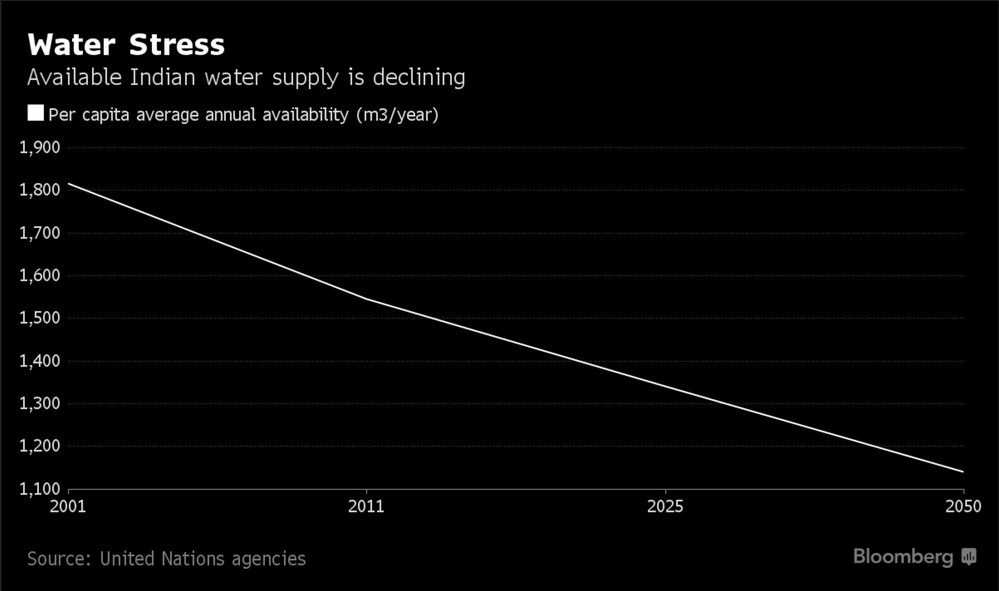 Water Stress
Available Indian water supply is declining
Per capita average annual availability (m3/year)
1,900
1,800
1,700
1,600
1,500
1,400
1,300
1,200
1,100
2001 2011 2025 2050
Source: United Nations agencies
Bloomberg